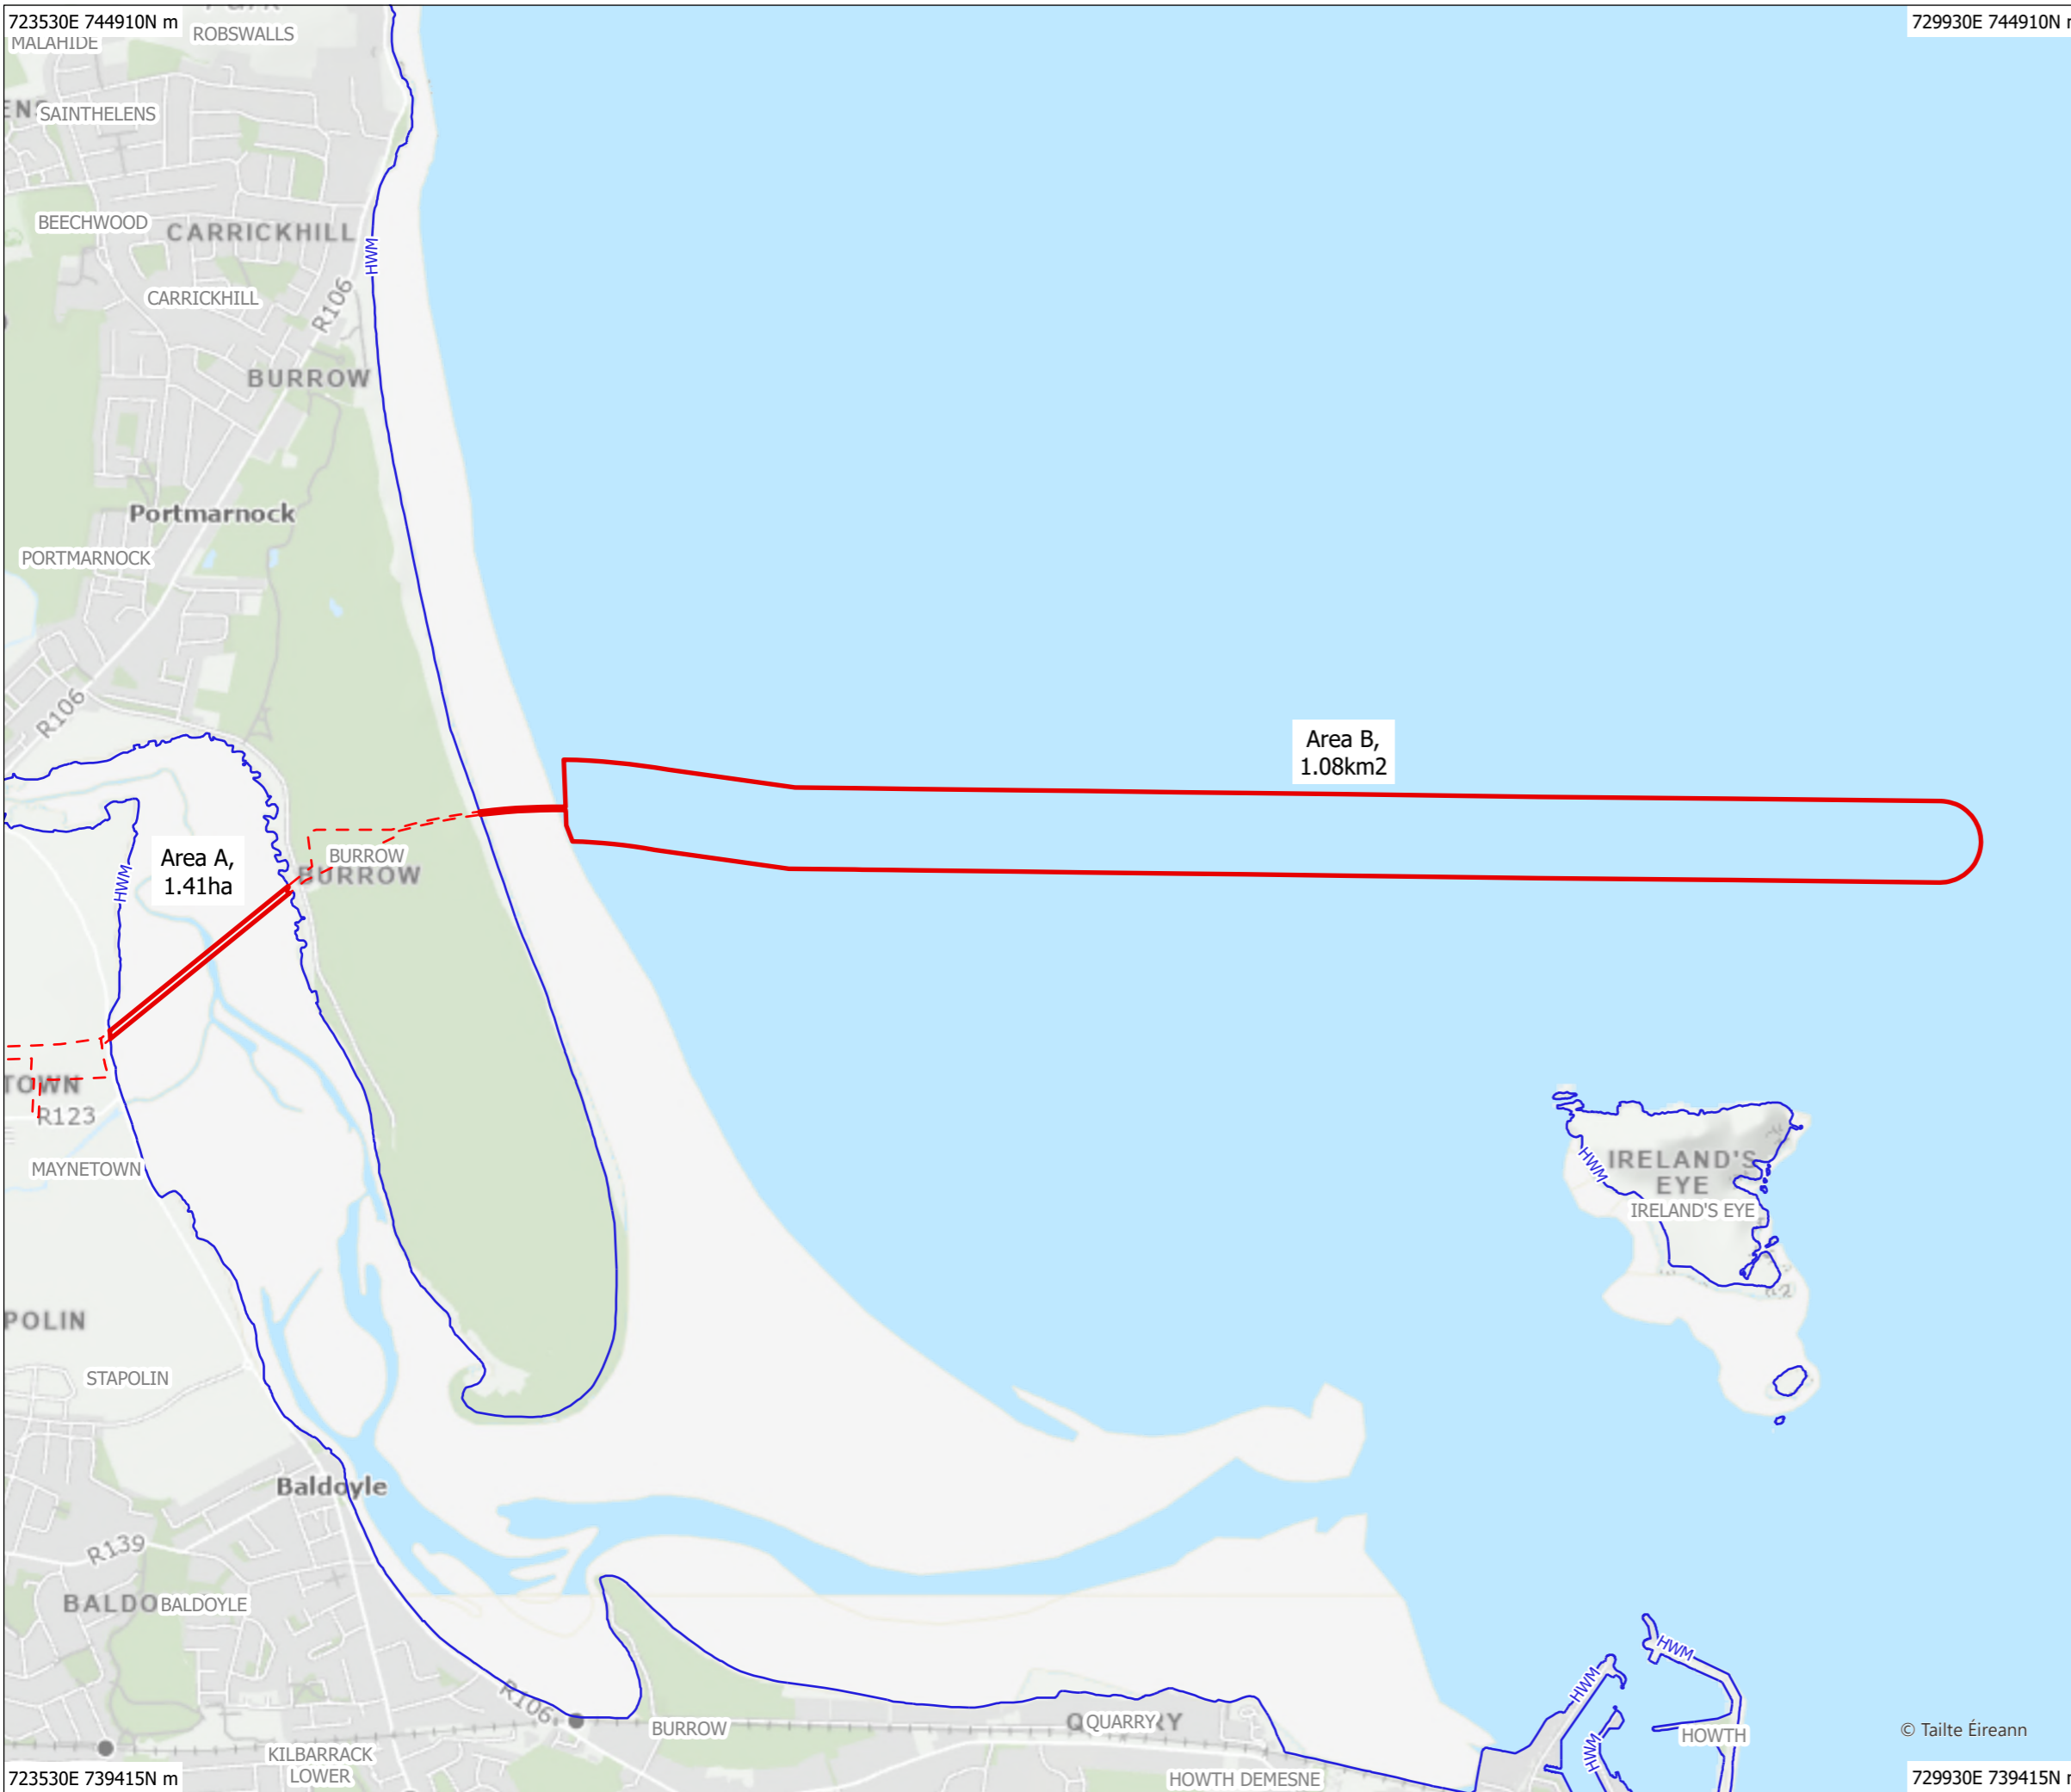 723530E 744910N m
729930E 744910N
Park
ROBSWALLS
MALAHIDE
SAINTHELENS
BEECHWOOD
CARRICKHILL
HWM
CARRICKHILL
R106
BURROW
Portmarnock
PORTMARNOCK
R106
Area B,
1.08km2
Area A,
1.41ha
BURROW
BURROW
HWM
TOWN
R123
MAYNETOWN
HWM
IRELAND'S
EYE
IRELAND'S EYE
POLIN
STAPOLIN
Baldoyle
R139
BALDO
BALDOYLE
R106
BURROW
QUARRY
HWM
HWM
HWM
HOWTH
© Tailte Éireann
KILBARRACK
LOWER
HOWTH DEMESNE
723530E 739415N m
729930E 739415N